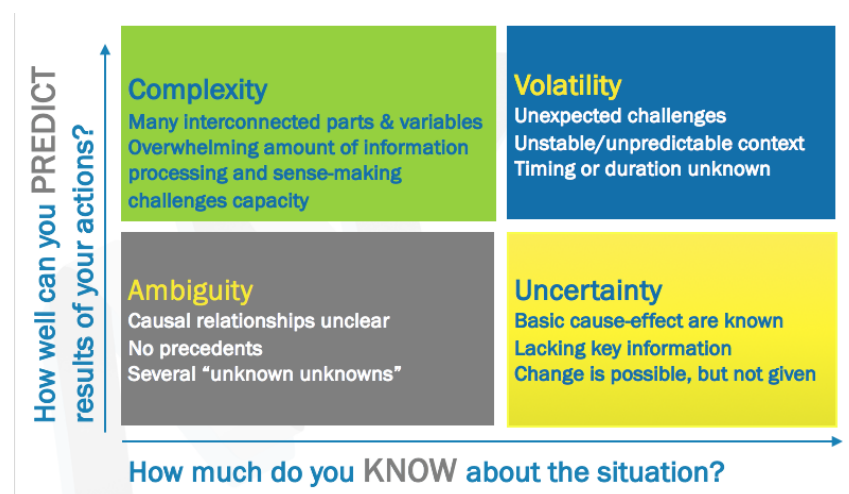 How well can you PREDICT
results of your actions?
Complexity
Many interconnected parts & variables
Overwhelming amount of information
processing and sense-making
challenges capacity
Volatility
Unexpected challenges
Unstable/unpredictable context
Timing or duration unknown
Ambiguity
Causal relationships unclear
No precedents
Several “unknown unknowns”
Uncertainty
Basic cause-effect are known
Lacking key information
Change is possible, but not given
How much do you KNOW about the situation?